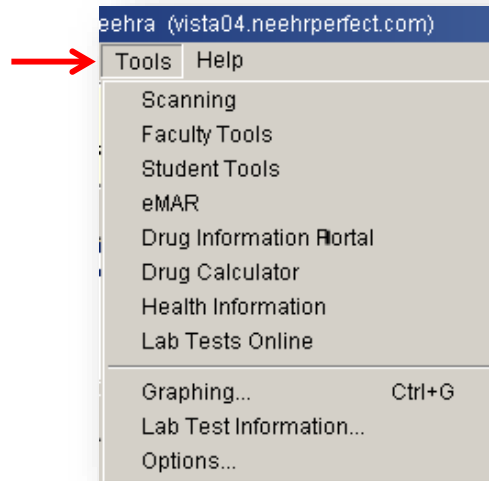 eehra (vista04.neehrperfect.com)
Tools Help
Scanning
Faculty Tools
Student Tools
eMAR
Drug Information Portal
Drug Calculator
Health Information
Lab Tests Online
Graphing... Ctrl+G
Lab Test Information...
Options...